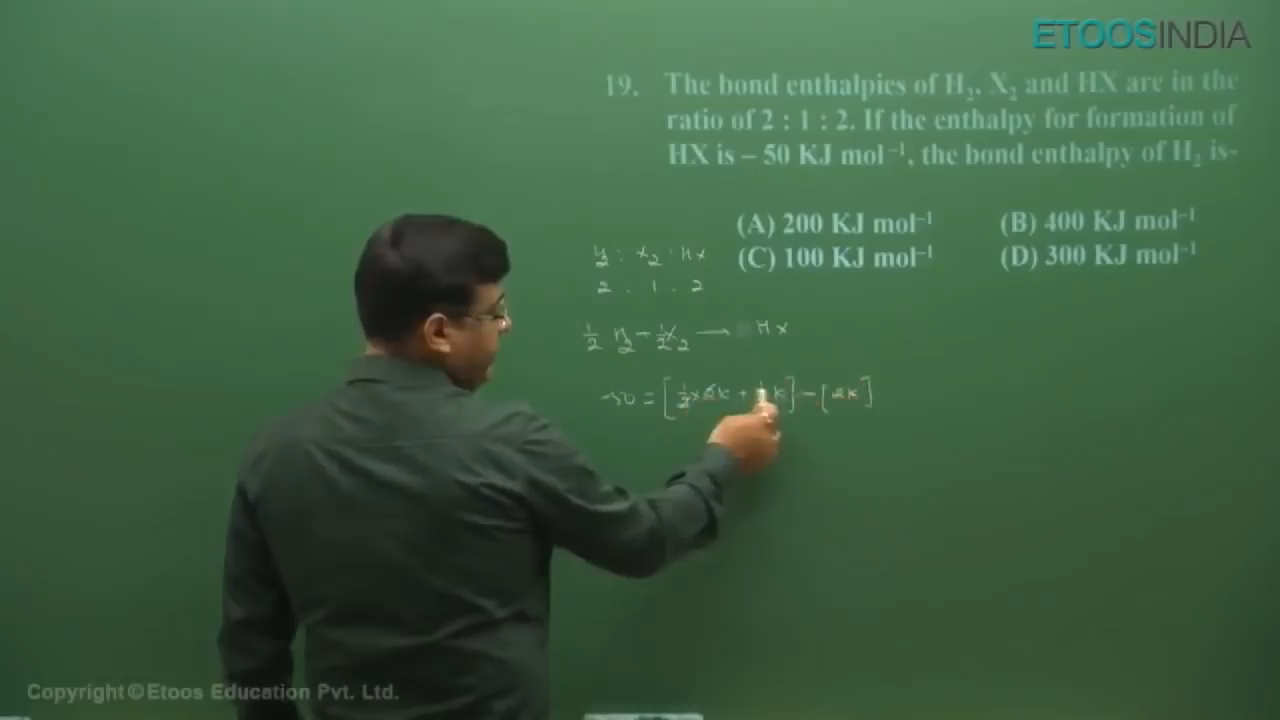 ETOOSINDIA
19. The bond enthalpies of H₂, X₂ and HX are in the
ratio of 2 : 1 : 2. If the enthalpy for formation of
HX is – 50 KJ mol⁻¹, the bond enthalpy of H₂ is-
(A) 200 KJ mol⁻¹ (B) 400 KJ mol⁻¹
(C) 100 KJ mol⁻¹ (D) 300 KJ mol⁻¹
H₂ : X₂ : HX
2 . 1 . 2
½ H₂ + ½ X₂ → HX
-50 = [½ × 2k + k] - [2k]
Copyright © Etoos Education Pvt. Ltd.